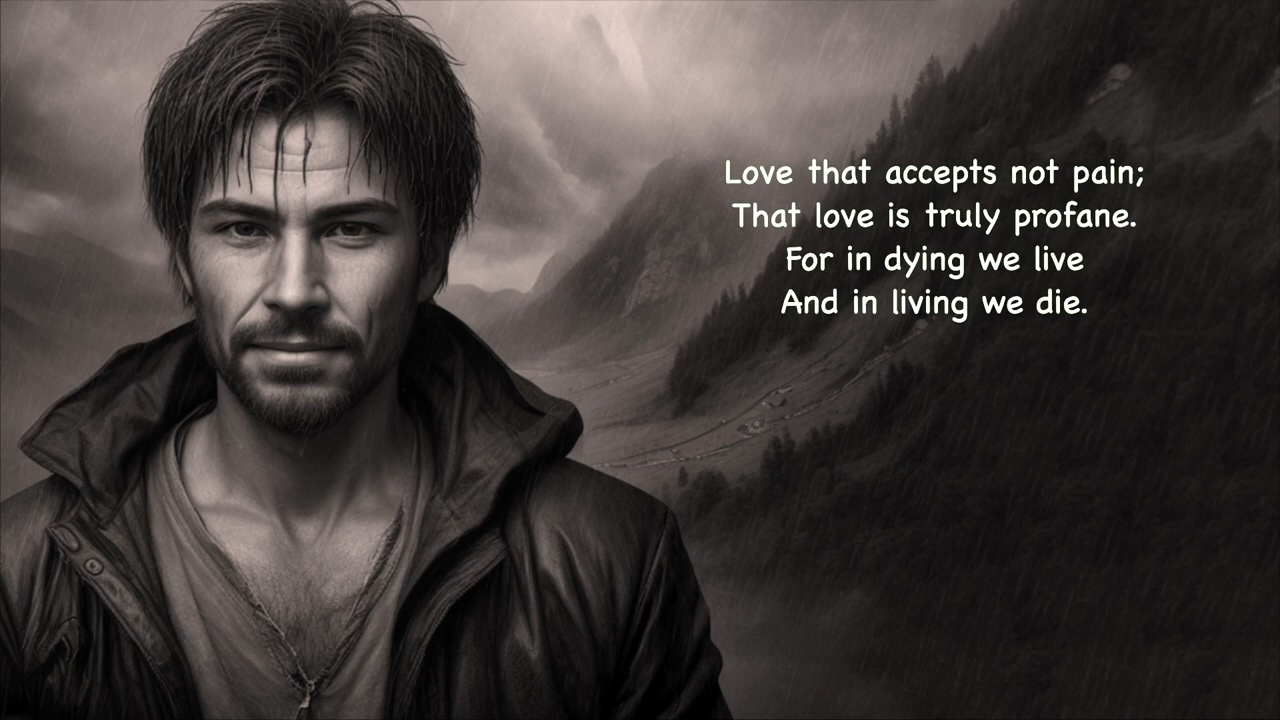 Love that accepts not pain;
That love is truly profane.
For in dying we live
And in living we die.